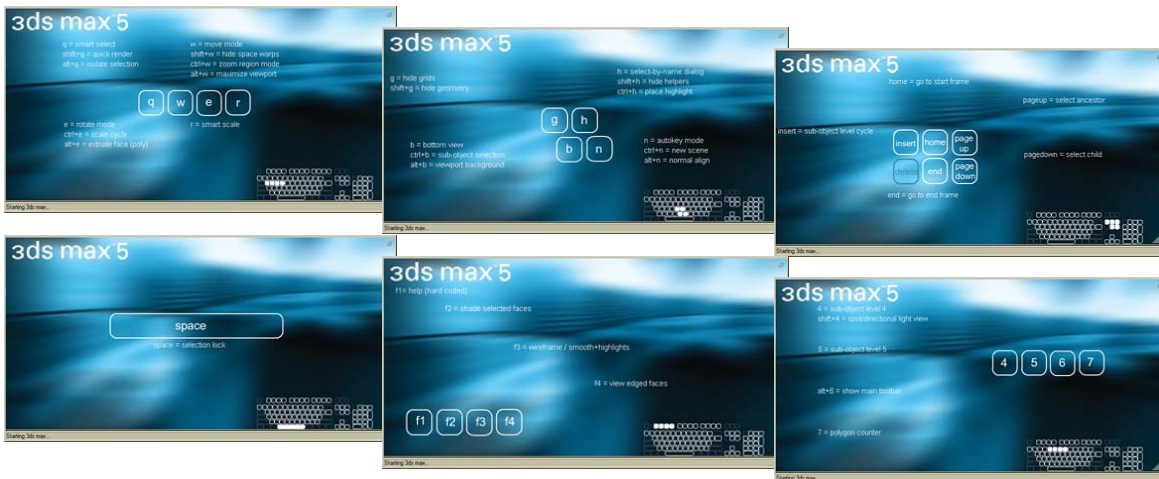 3ds max 5
q = smart select
shift+q = quick render
alt+q = isolate selection
w = move mode
shift+w = hide space warps
ctrl+w = zoom region mode
alt+w = maximize viewport
q w e r
e = rotate mode
ctrl+e = scale cycle
alt+e = extrude face (poly)
r = smart scale
Starting 3ds max...
3ds max 5
g = hide grids
shift+g = hide geometry
h = select-by-name dialog
shift+h = hide helpers
ctrl+h = place highlight
g h
b n
b = bottom view
ctrl+b = sub-object selection
alt+b = viewport background
n = autokey mode
ctrl+n = new scene
alt+n = normal align
Starting 3ds max...
3ds max 5
home = go to start frame
pageup = select ancestor
insert = sub-object level cycle
insert home page up
delete end page down
pagedown = select child
end = go to end frame
Starting 3ds max...
3ds max 5
space
space = selection lock
Starting 3ds max...
3ds max 5
f1= help (hard coded)
f2 = shade selected faces
f3 = wireframe / smooth+highlights
f4 = view edged faces
f1 f2 f3 f4
Starting 3ds max...
3ds max 5
4 = sub-object level 4
shift+4 = spot/directional light view
5 = sub-object level 5
4 5 6 7
alt+6 = show main toolbar
7 = polygon counter
Starting 3ds max...